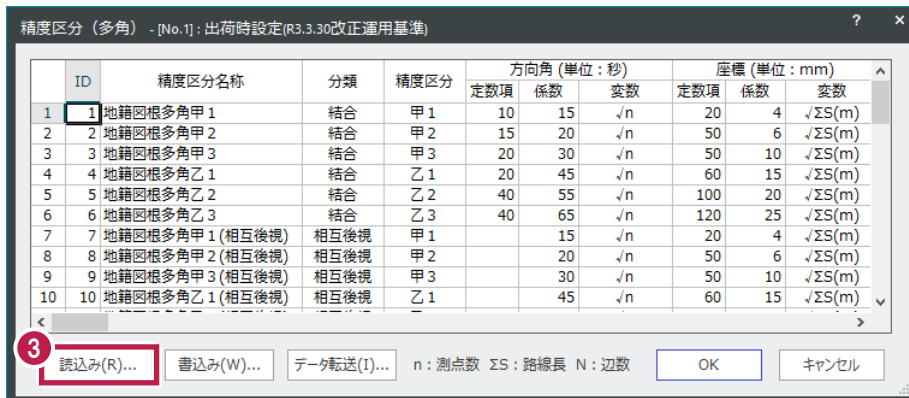 精度区分（多角） - [No.1] : 出荷時設定(R3.3.30改正運用基準) ? ×
ID 精度区分名称 分類 精度区分 方向角 (単位：秒) 座標 (単位：mm)
定数項 係数 変数 定数項 係数 変数
1 1 地籍図根多角甲１ 結合 甲１ 10 15 √n 20 4 √ΣS(m)
2 2 地籍図根多角甲２ 結合 甲２ 15 20 √n 50 6 √ΣS(m)
3 3 地籍図根多角甲３ 結合 甲３ 20 30 √n 50 10 √ΣS(m)
4 4 地籍図根多角乙１ 結合 乙１ 20 45 √n 60 15 √ΣS(m)
5 5 地籍図根多角乙２ 結合 乙２ 40 55 √n 100 20 √ΣS(m)
6 6 地籍図根多角乙３ 結合 乙３ 40 65 √n 120 25 √ΣS(m)
7 7 地籍図根多角甲１(相互後視) 相互後視 甲１ 15 √n 20 4 √ΣS(m)
8 8 地籍図根多角甲２(相互後視) 相互後視 甲２ 20 √n 50 6 √ΣS(m)
9 9 地籍図根多角甲３(相互後視) 相互後視 甲３ 30 √n 50 10 √ΣS(m)
10 10 地籍図根多角乙１(相互後視) 相互後視 乙１ 45 √n 60 15 √ΣS(m)
3
読込み(R)... 書込み(W)... データ転送(I)... n：測点数 ΣS：路線長 N：辺数 OK キャンセル